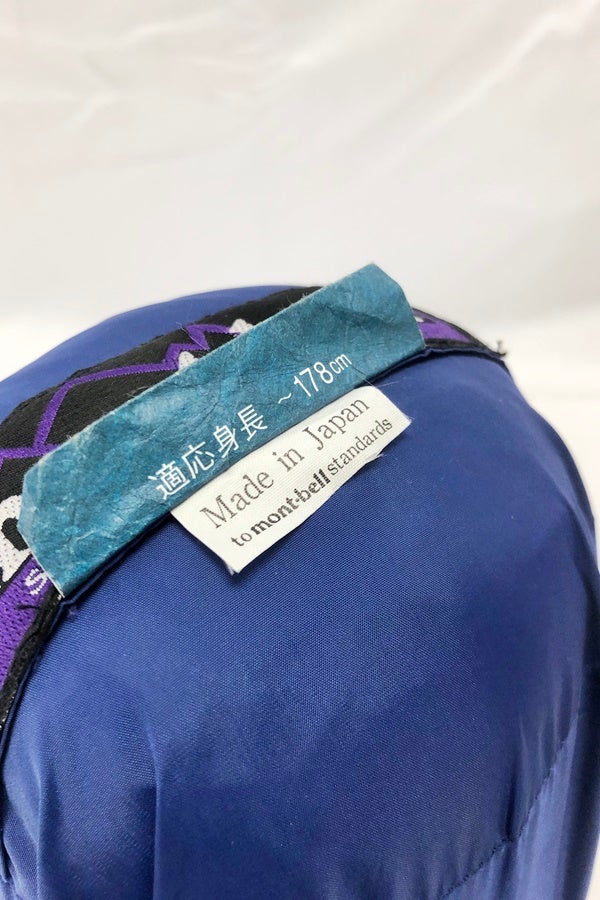 適応身長 ~178cm
Made in Japan
to mont-bell standards